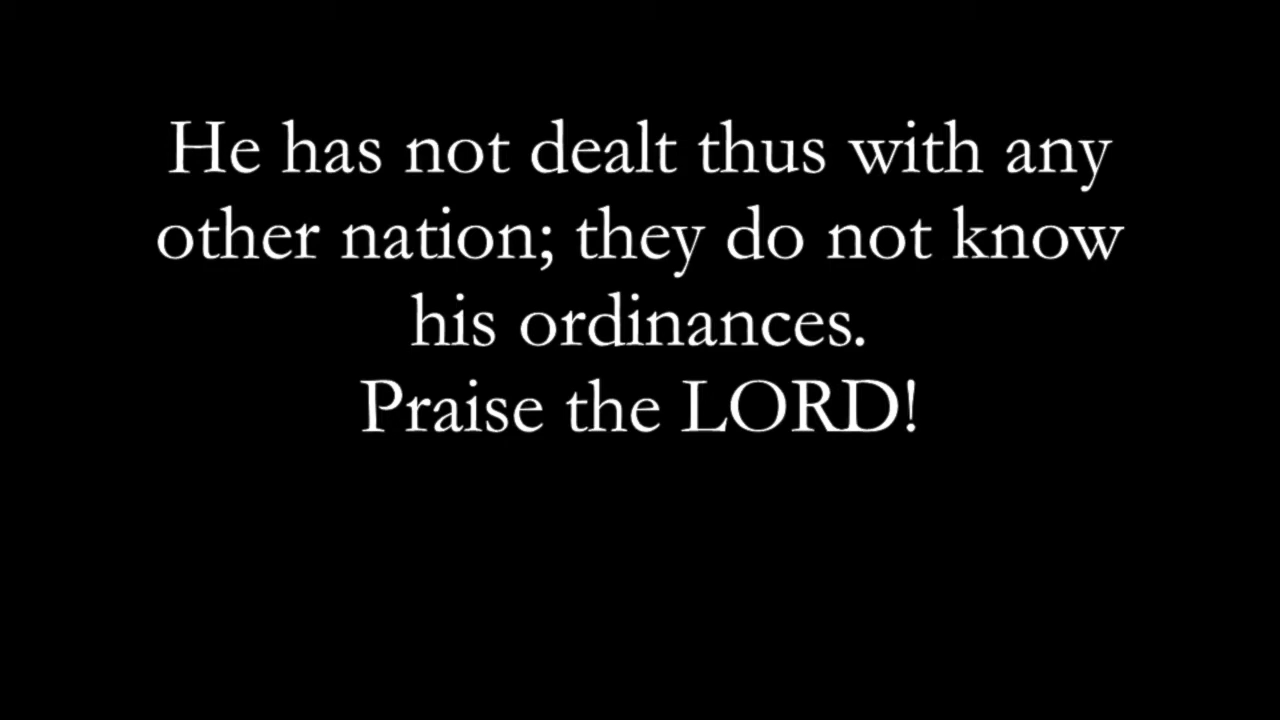 He has not dealt thus with any
other nation; they do not know
his ordinances.
Praise the LORD!